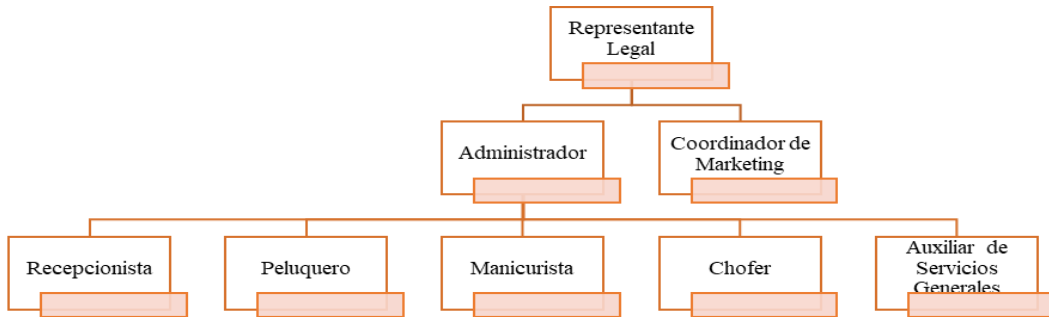 Representante
Legal
Administrador
Coordinador de
Marketing
Recepcionista
Peluquero
Manicurista
Chofer
Auxiliar de
Servicios
Generales